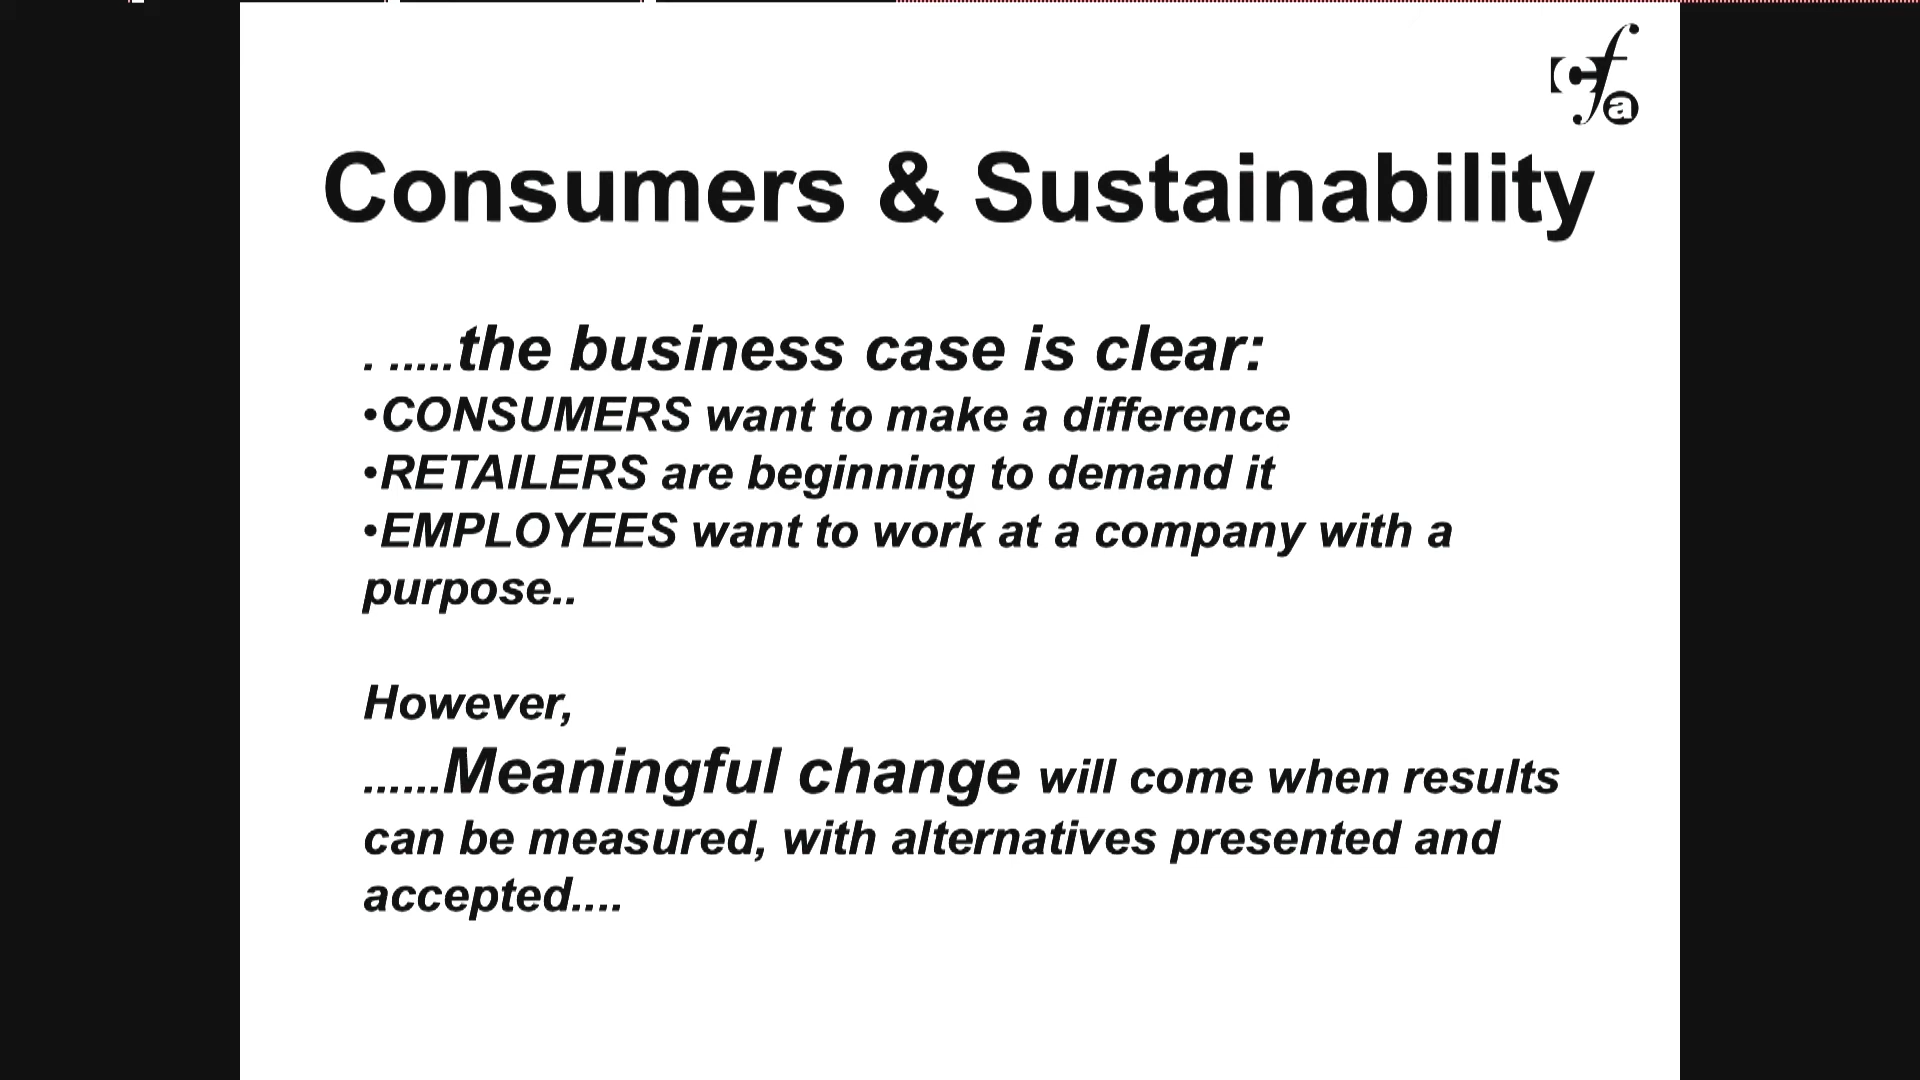 cfa
Consumers & Sustainability
. .....the business case is clear:
•CONSUMERS want to make a difference
•RETAILERS are beginning to demand it
•EMPLOYEES want to work at a company with a
purpose..
However,
......Meaningful change will come when results
can be measured, with alternatives presented and
accepted....